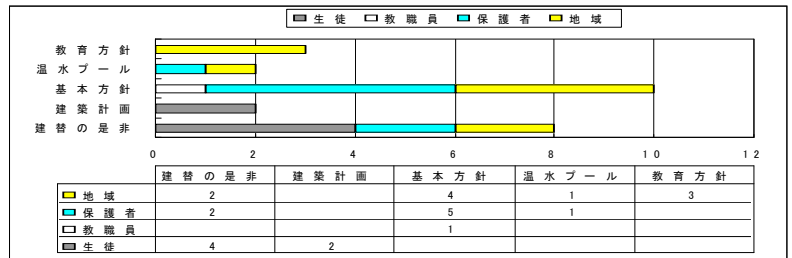 生徒 教職員 保護者 地域
教育方針
温水プール
基本方針
建築計画
建替の是非
0 2 4 6 8 10 12
建替の是非 建築計画 基本方針 温水プール 教育方針
地域 2 4 1 3
保護者 2 5 1
教職員 1
生徒 4 2